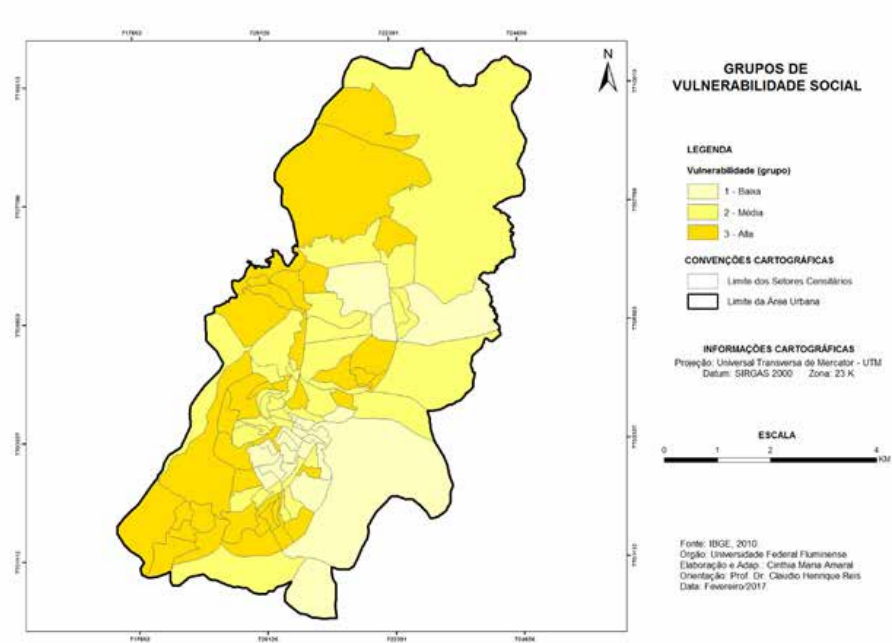 N
GRUPOS DE
VULNERABILIDADE SOCIAL
LEGENDA
Vulnerabilidade (grupo)
1 - Baixa
2 - Média
3 - Alta
CONVENÇÕES CARTOGRÁFICAS
Limite dos Setores Censitários
Limite da Área Urbana
INFORMAÇÕES CARTOGRÁFICAS
Projeção: Universal Transversa de Mercator - UTM
Datum: SIRGAS 2000 Zona: 23 K
ESCALA
0 1 2 4
KM
Fonte: IBGE, 2010.
Orgão: Universidade Federal Fluminense
Elaboração e Adap.: Cinthia Maria Amaral
Orientação: Prof. Dr. Claudio Henrique Reis
Data: Fevereiro/2017